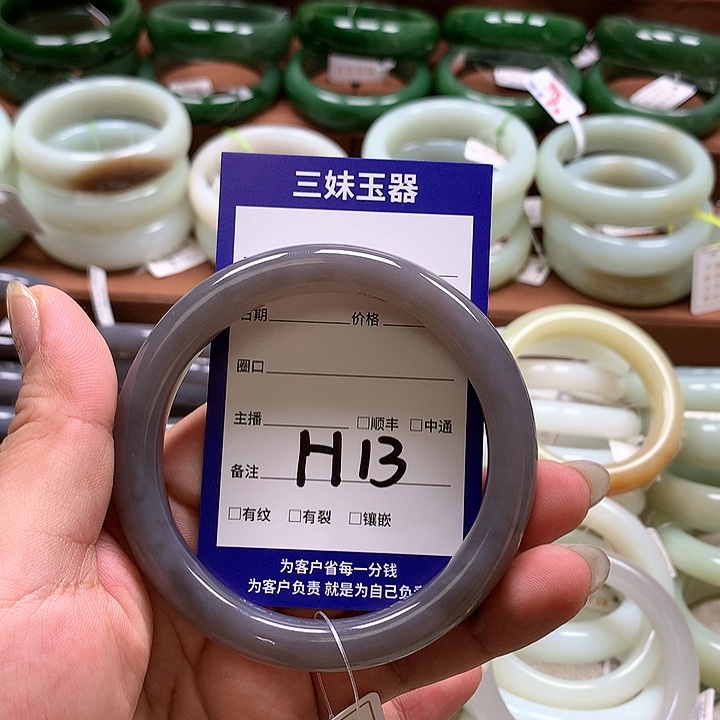 三妹玉器
日期 价格
圈口
主播 □顺丰 □中通
备注 H13
□有纹 □有裂 □镶嵌
为客户省每一分钱
为客户负责 就是为自己负